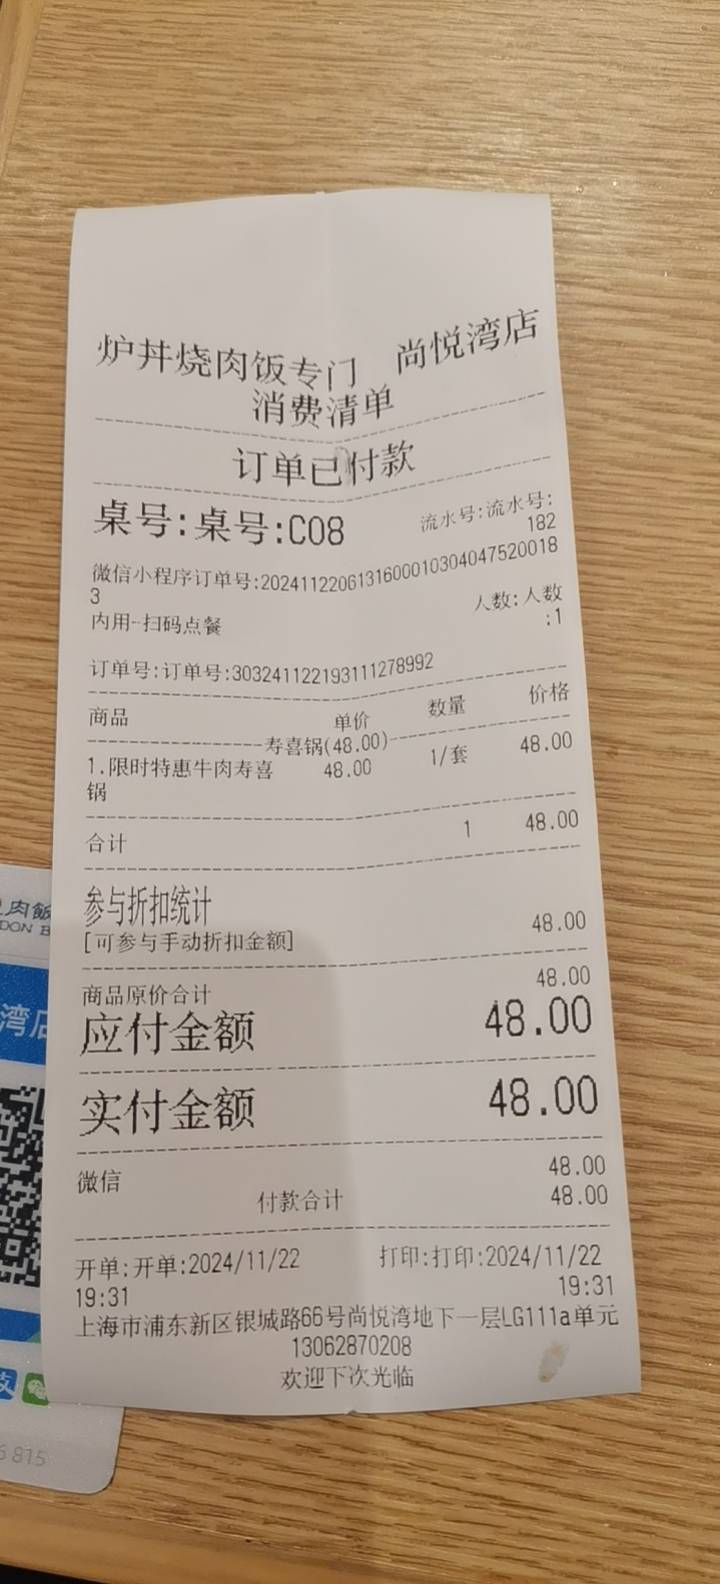 炉丼烧肉饭专门 尚悦湾店
消费清单
订单已付款
桌号:桌号:C08
流水号:流水号:
182
微信小程序订单号:2024112206131600010304047520018
3
内用-扫码点餐
人数:人数
:1
订单号:订单号:303241122193111278992
商品 单价 数量 价格
寿喜锅(48.00)
1.限时特惠牛肉寿喜 48.00 1/套 48.00
锅
合计 1 48.00
参与折扣统计
[可参与手动折扣金额] 48.00
商品原价合计 48.00
应付金额 48.00
实付金额 48.00
微信 48.00
付款合计 48.00
开单:开单:2024/11/22 打印:打印:2024/11/22
19:31 19:31
上海市浦东新区银城路66号尚悦湾地下一层LG111a单元
13062870208
欢迎下次光临
肉飯
DON B
湾店
支
6815